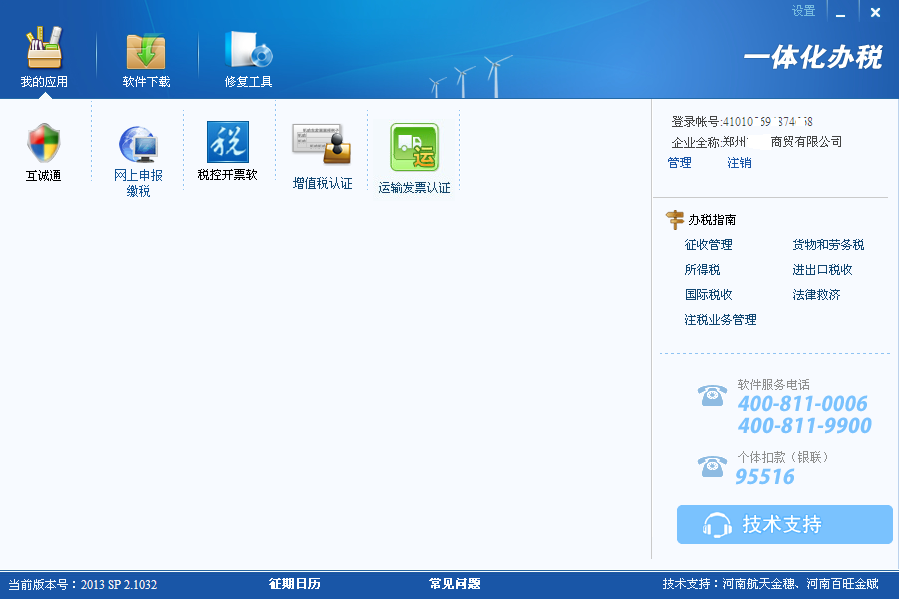 设置
一体化办税
我的应用
软件下载
修复工具
互诚通
网上申报
缴税
税控开票软
增值税认证
运输发票认证
登录帐号:41010
企业全称:郑州 商贸有限公司
管理 注销
办税指南
征收管理 货物和劳务税
所得税 进出口税收
国际税收 法律救济
注税业务管理
软件服务电话
400-811-0006
400-811-9900
个体扣款（银联）
95516
技术支持
当前版本号：2013 SP 2.1032
征期日历
常见问题
技术支持：河南航天金穗、河南百旺金赋